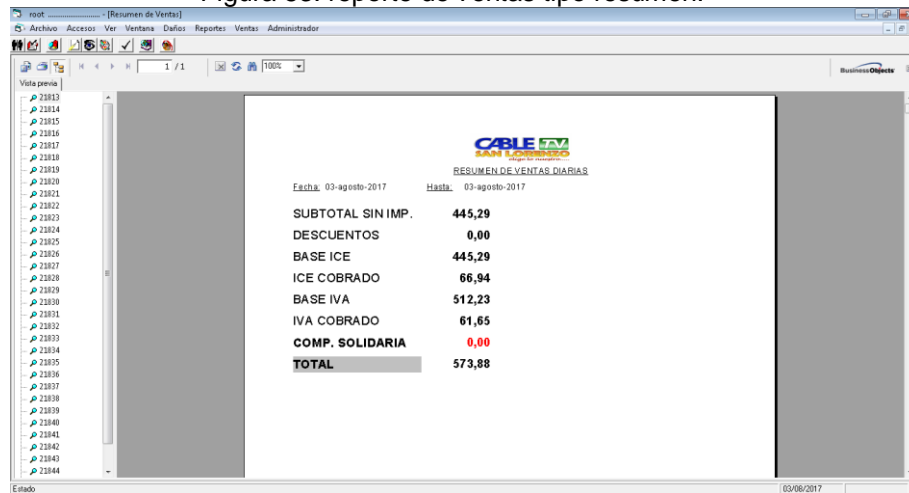 Figura 38. reporte de ventas tipo resumen.
root ........................ - [Resumen de Ventas]
Archivo Accesos Ver Ventana Daños Reportes Ventas Administrador
1 / 1 100% BusinessObjects
Vista previa
21813
21814
21815
21816
21817
21818
21819
21820
21821
21822
21823
21824
21825
21826
21827
21828
21829
21830
21831
21832
21833
21834
21835
21836
21837
21838
21839
21840
21841
21842
21843
21844
CABLE TV
SAN LORENZO
RESUMEN DE VENTAS DIARIAS
Fecha: 03-agosto-2017 Hasta: 03-agosto-2017
SUBTOTAL SIN IMP. 445,29
DESCUENTOS 0,00
BASE ICE 445,29
ICE COBRADO 66,94
BASE IVA 512,23
IVA COBRADO 61,65
COMP. SOLIDARIA 0,00
TOTAL 573,88
Estado 03/08/2017